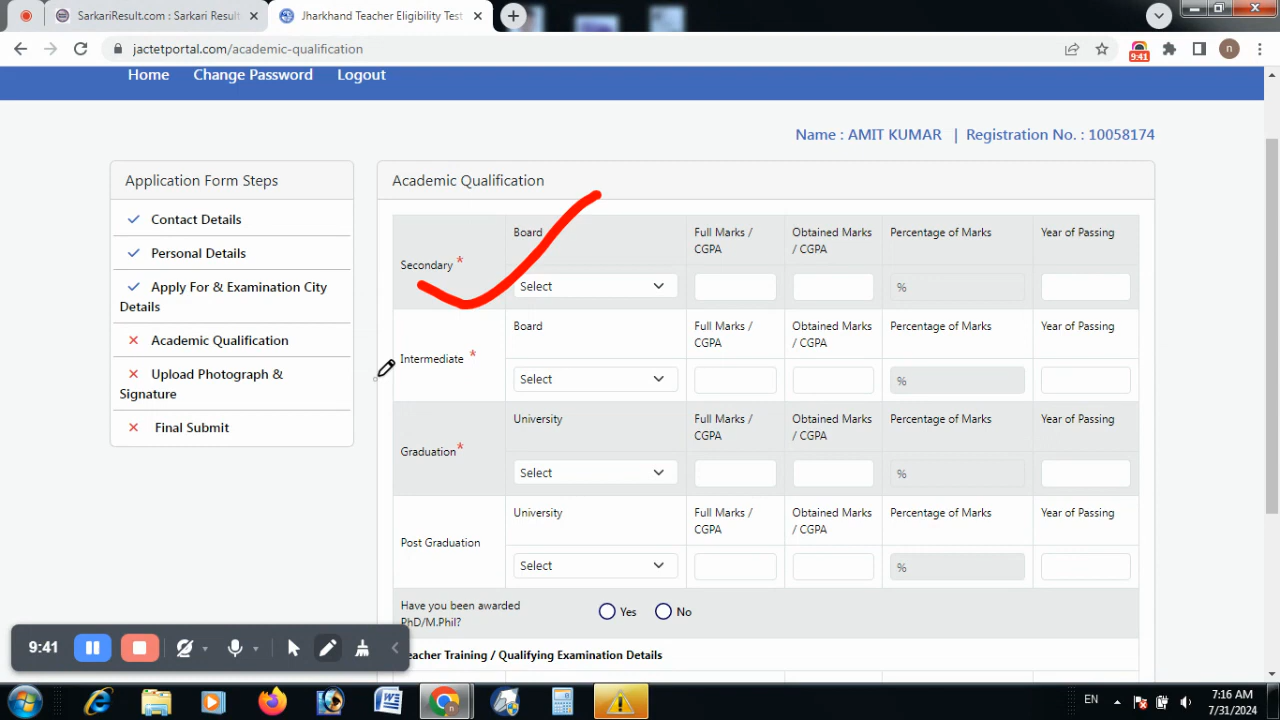 SarkariResult.com : Sarkari Result
Jharkhand Teacher Eligibility Test
jactetportal.com/academic-qualification
9:41
n
Home Change Password Logout
Name : AMIT KUMAR | Registration No. : 10058174
Application Form Steps
Contact Details
Personal Details
Apply For & Examination City
Details
Academic Qualification
Upload Photograph &
Signature
Final Submit
Academic Qualification
Secondary *
Board
Full Marks /
CGPA
Obtained Marks
/ CGPA
Percentage of Marks
Year of Passing
Select
%
Intermediate *
Board
Full Marks /
CGPA
Obtained Marks
/ CGPA
Percentage of Marks
Year of Passing
Select
%
Graduation*
University
Full Marks /
CGPA
Obtained Marks
/ CGPA
Percentage of Marks
Year of Passing
Select
%
Post Graduation
University
Full Marks /
CGPA
Obtained Marks
/ CGPA
Percentage of Marks
Year of Passing
Select
%
Have you been awarded
PhD/M.Phil?
Yes No
eacher Training / Qualifying Examination Details
9:41
EN
7:16 AM
7/31/2024